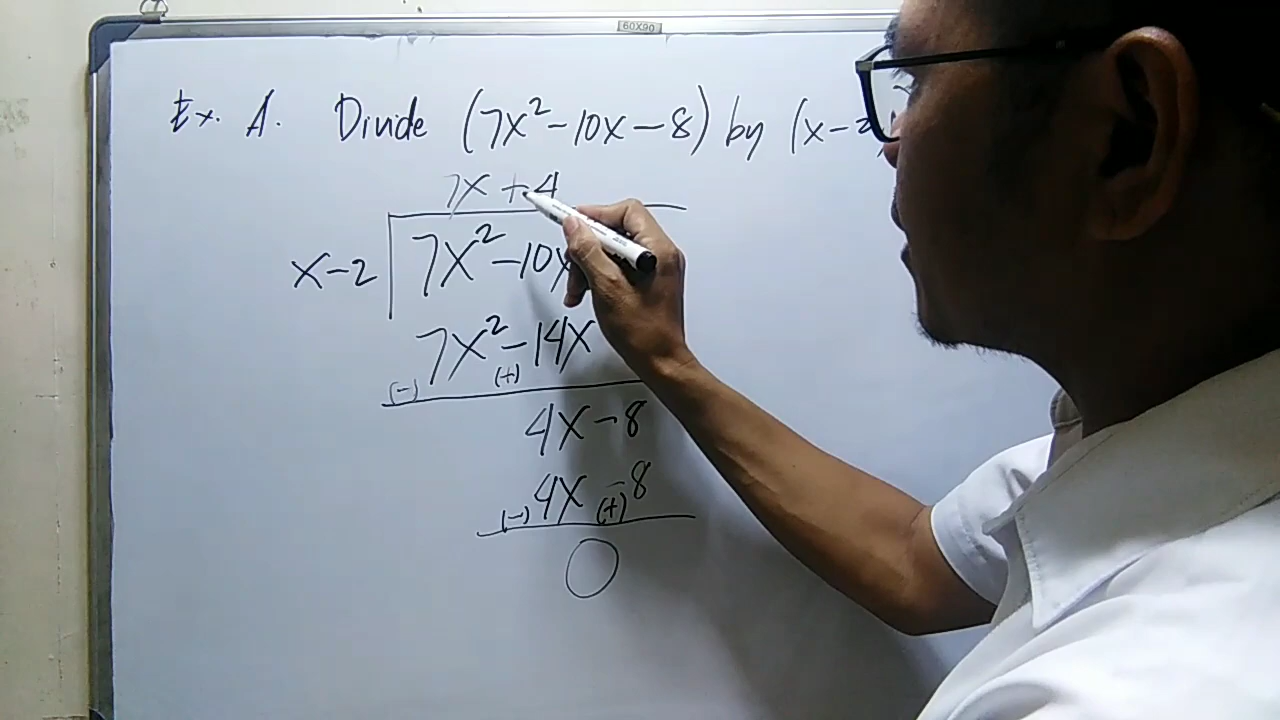 60X90
Ex. A. Divide (7x² - 10x - 8) by (x - 2
7x + 4
x - 2 7x² - 10x
7x² - 14x
(-) (+)
4x - 8
4x - 8
(-) (+)
0